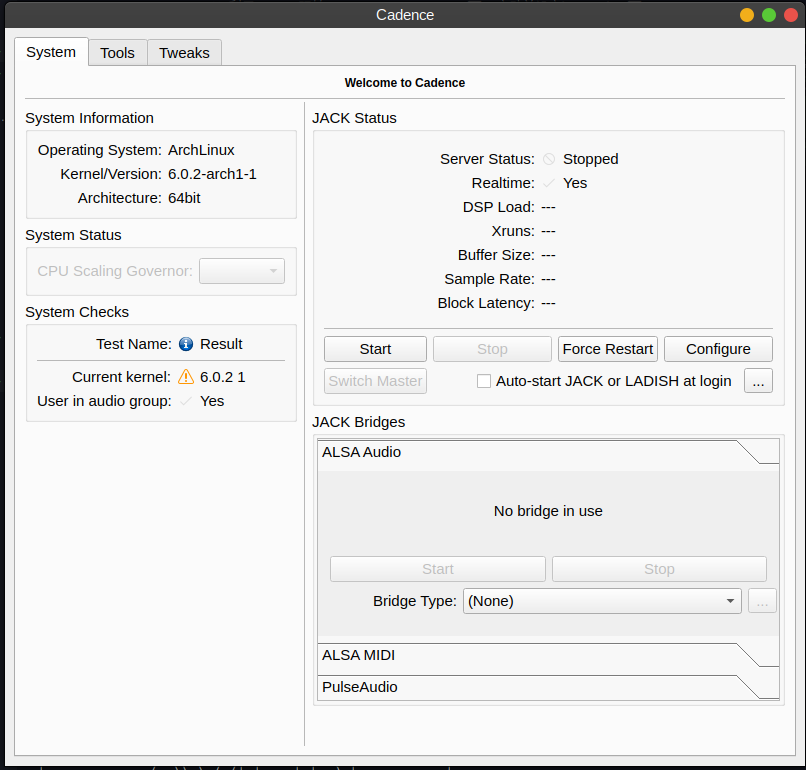 Cadence
System Tools Tweaks
Welcome to Cadence
System Information
Operating System: ArchLinux
Kernel/Version: 6.0.2-arch1-1
Architecture: 64bit
System Status
CPU Scaling Governor:
System Checks
Test Name: Result
Current kernel: 6.0.2 1
User in audio group: Yes
JACK Status
Server Status: Stopped
Realtime: Yes
DSP Load: ---
Xruns: ---
Buffer Size: ---
Sample Rate: ---
Block Latency: ---
Start Stop Force Restart Configure
Switch Master Auto-start JACK or LADISH at login ...
JACK Bridges
ALSA Audio
No bridge in use
Start Stop
Bridge Type: (None) ...
ALSA MIDI
PulseAudio